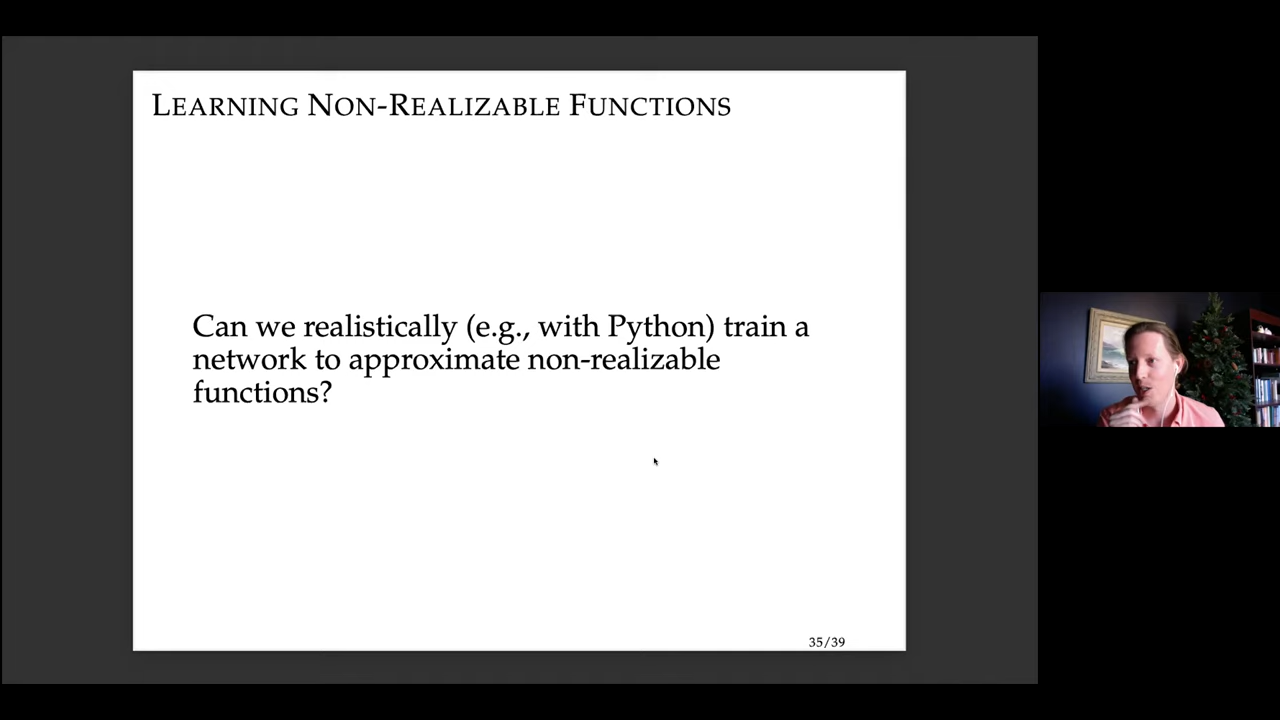 Learning Non-Realizable Functions
Can we realistically (e.g., with Python) train a
network to approximate non-realizable
functions?
35/39